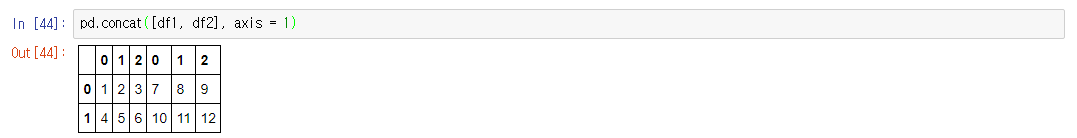 In [44]: pd.concat([df1, df2], axis = 1)
Out[44]:
0 1 2 0 1 2
0 1 2 3 7 8 9
1 4 5 6 10 11 12